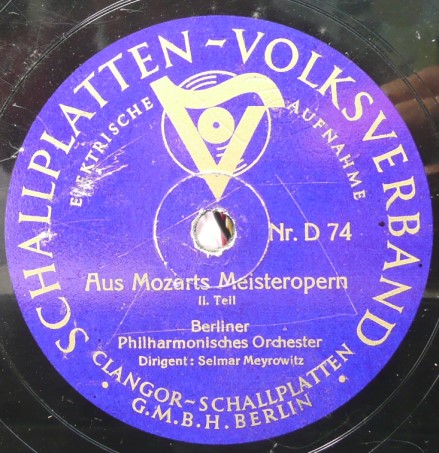 SCHALLPLATTEN-VOLKSVERBAND
ELEKTRISCHE AUFNAHME
Nr. D 74
Aus Mozarts Meisteropern
II. Teil
Berliner
Philharmonisches Orchester
Dirigent: Selmar Meyrowitz
CLANGOR-SCHALLPLATTEN
G.M.B.H. BERLIN